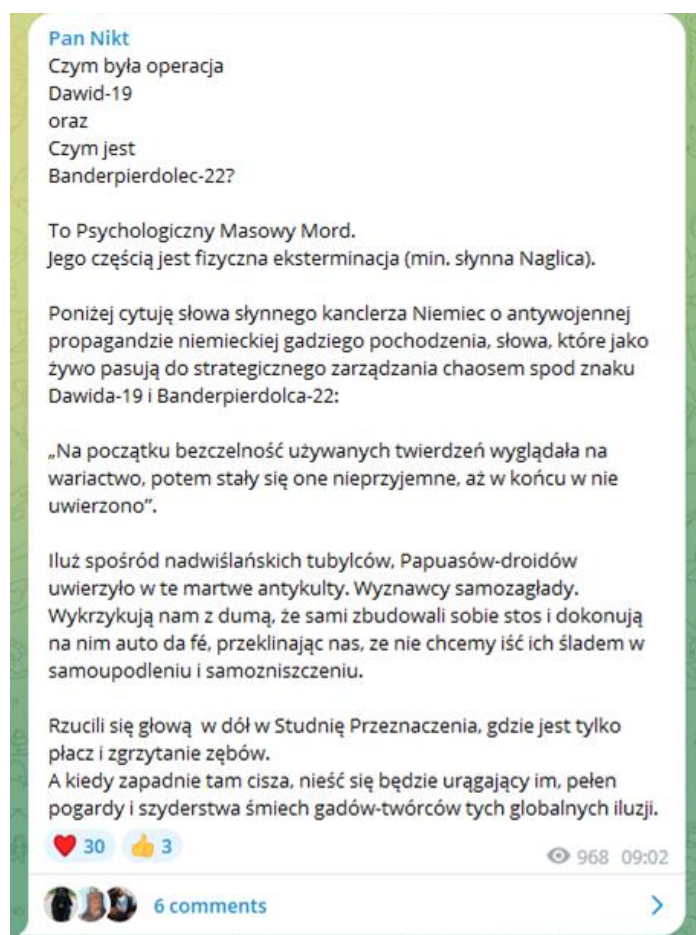 Pan Nikt
Czym była operacja
Dawid-19
oraz
Czym jest
Banderpierdolec-22?
To Psychologiczny Masowy Mord.
Jego częścią jest fizyczna eksterminacja (min. słynna Naglica).
Poniżej cytuję słowa słynnego kanclerza Niemiec o antywojennej
propagandzie niemieckiej gadziego pochodzenia, słowa, które jako
żywo pasują do strategicznego zarządzania chaosem spod znaku
Dawida-19 i Banderpierdolca-22:
„Na początku bezczelność używanych twierdzeń wyglądała na
wariactwo, potem stały się one nieprzyjemne, aż w końcu w nie
uwierzono”.
Iluż spośród nadwiślańskich tubylców, Papuasów-droidów
uwierzyło w te martwe antykulty. Wyznawcy samozagłady.
Wykrzykują nam z dumą, że sami zbudowali sobie stos i dokonują
na nim auto da fé, przeklinając nas, ze nie chcemy iść ich śladem w
samoupodleniu i samozniszczeniu.
Rzucili się głową w dół w Studnię Przeznaczenia, gdzie jest tylko
płacz i zgrzytanie zębów.
A kiedy zapadnie tam cisza, nieść się będzie urągający im, pełen
pogardy i szyderstwa śmiech gadów-twórców tych globalnych iluzji.
30 3
968 09:02
6 comments